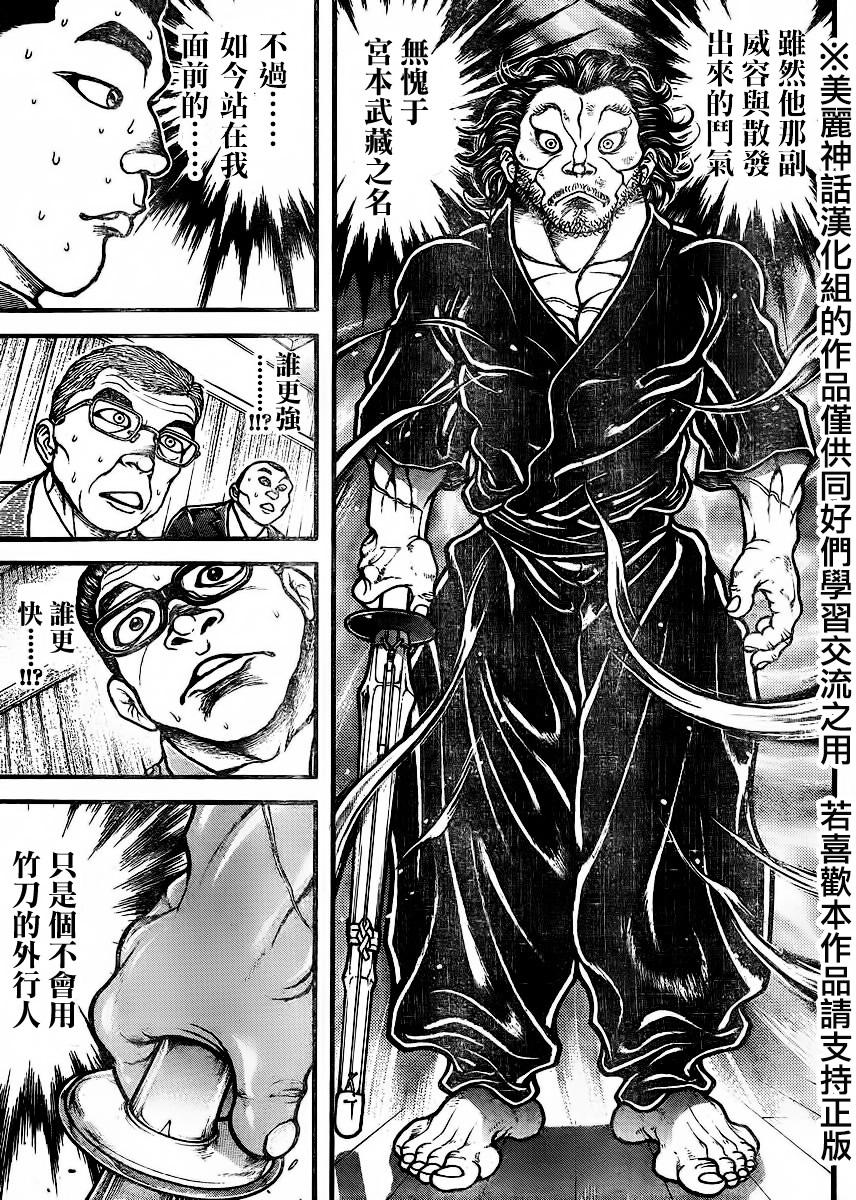 雖然他那副
威容與散發
出來的鬥氣
無愧于
宮本武藏之名
不過……
如今站在我
面前的……
誰更強
……!!?
誰更
快……!!?
只是個不會用
竹刀的外行人
※美麗神話漢化組的作品僅供同好們學習交流之用━若喜歡本作品請支持正版━